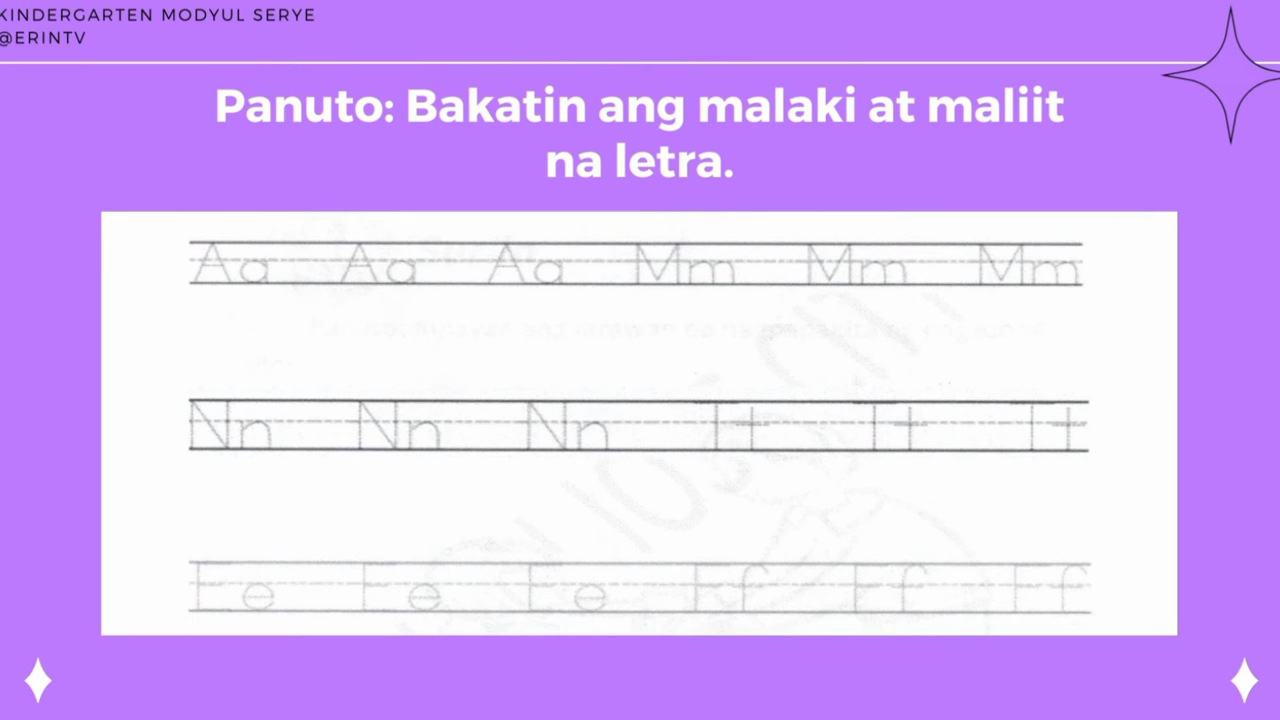 KINDERGARTEN MODYUL SERYE
@ERINTV
Panuto: Bakatin ang malaki at maliit
na letra.
Aa Aa Aa Mm Mm Mm
Nn Nn Nn Tt Tt Tt
Ee Ee Ee Ff Ff Ff